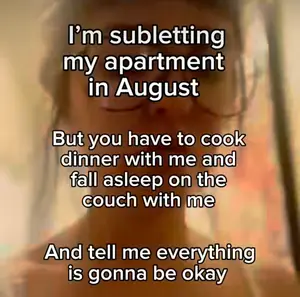 I'm subletting
my apartment
in August
But you have to cook
dinner with me and
fall asleep on the
couch with me
And tell me everything
is gonna be okay